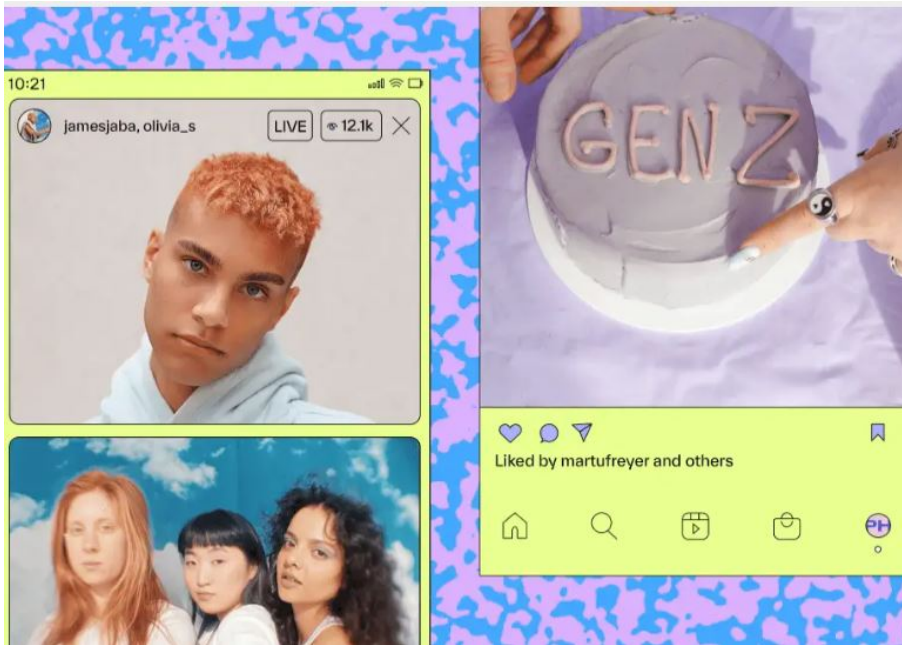 10:21
jamesjaba, olivia_s
LIVE
12.1k
GEN Z
Liked by martufreyer and others
PH